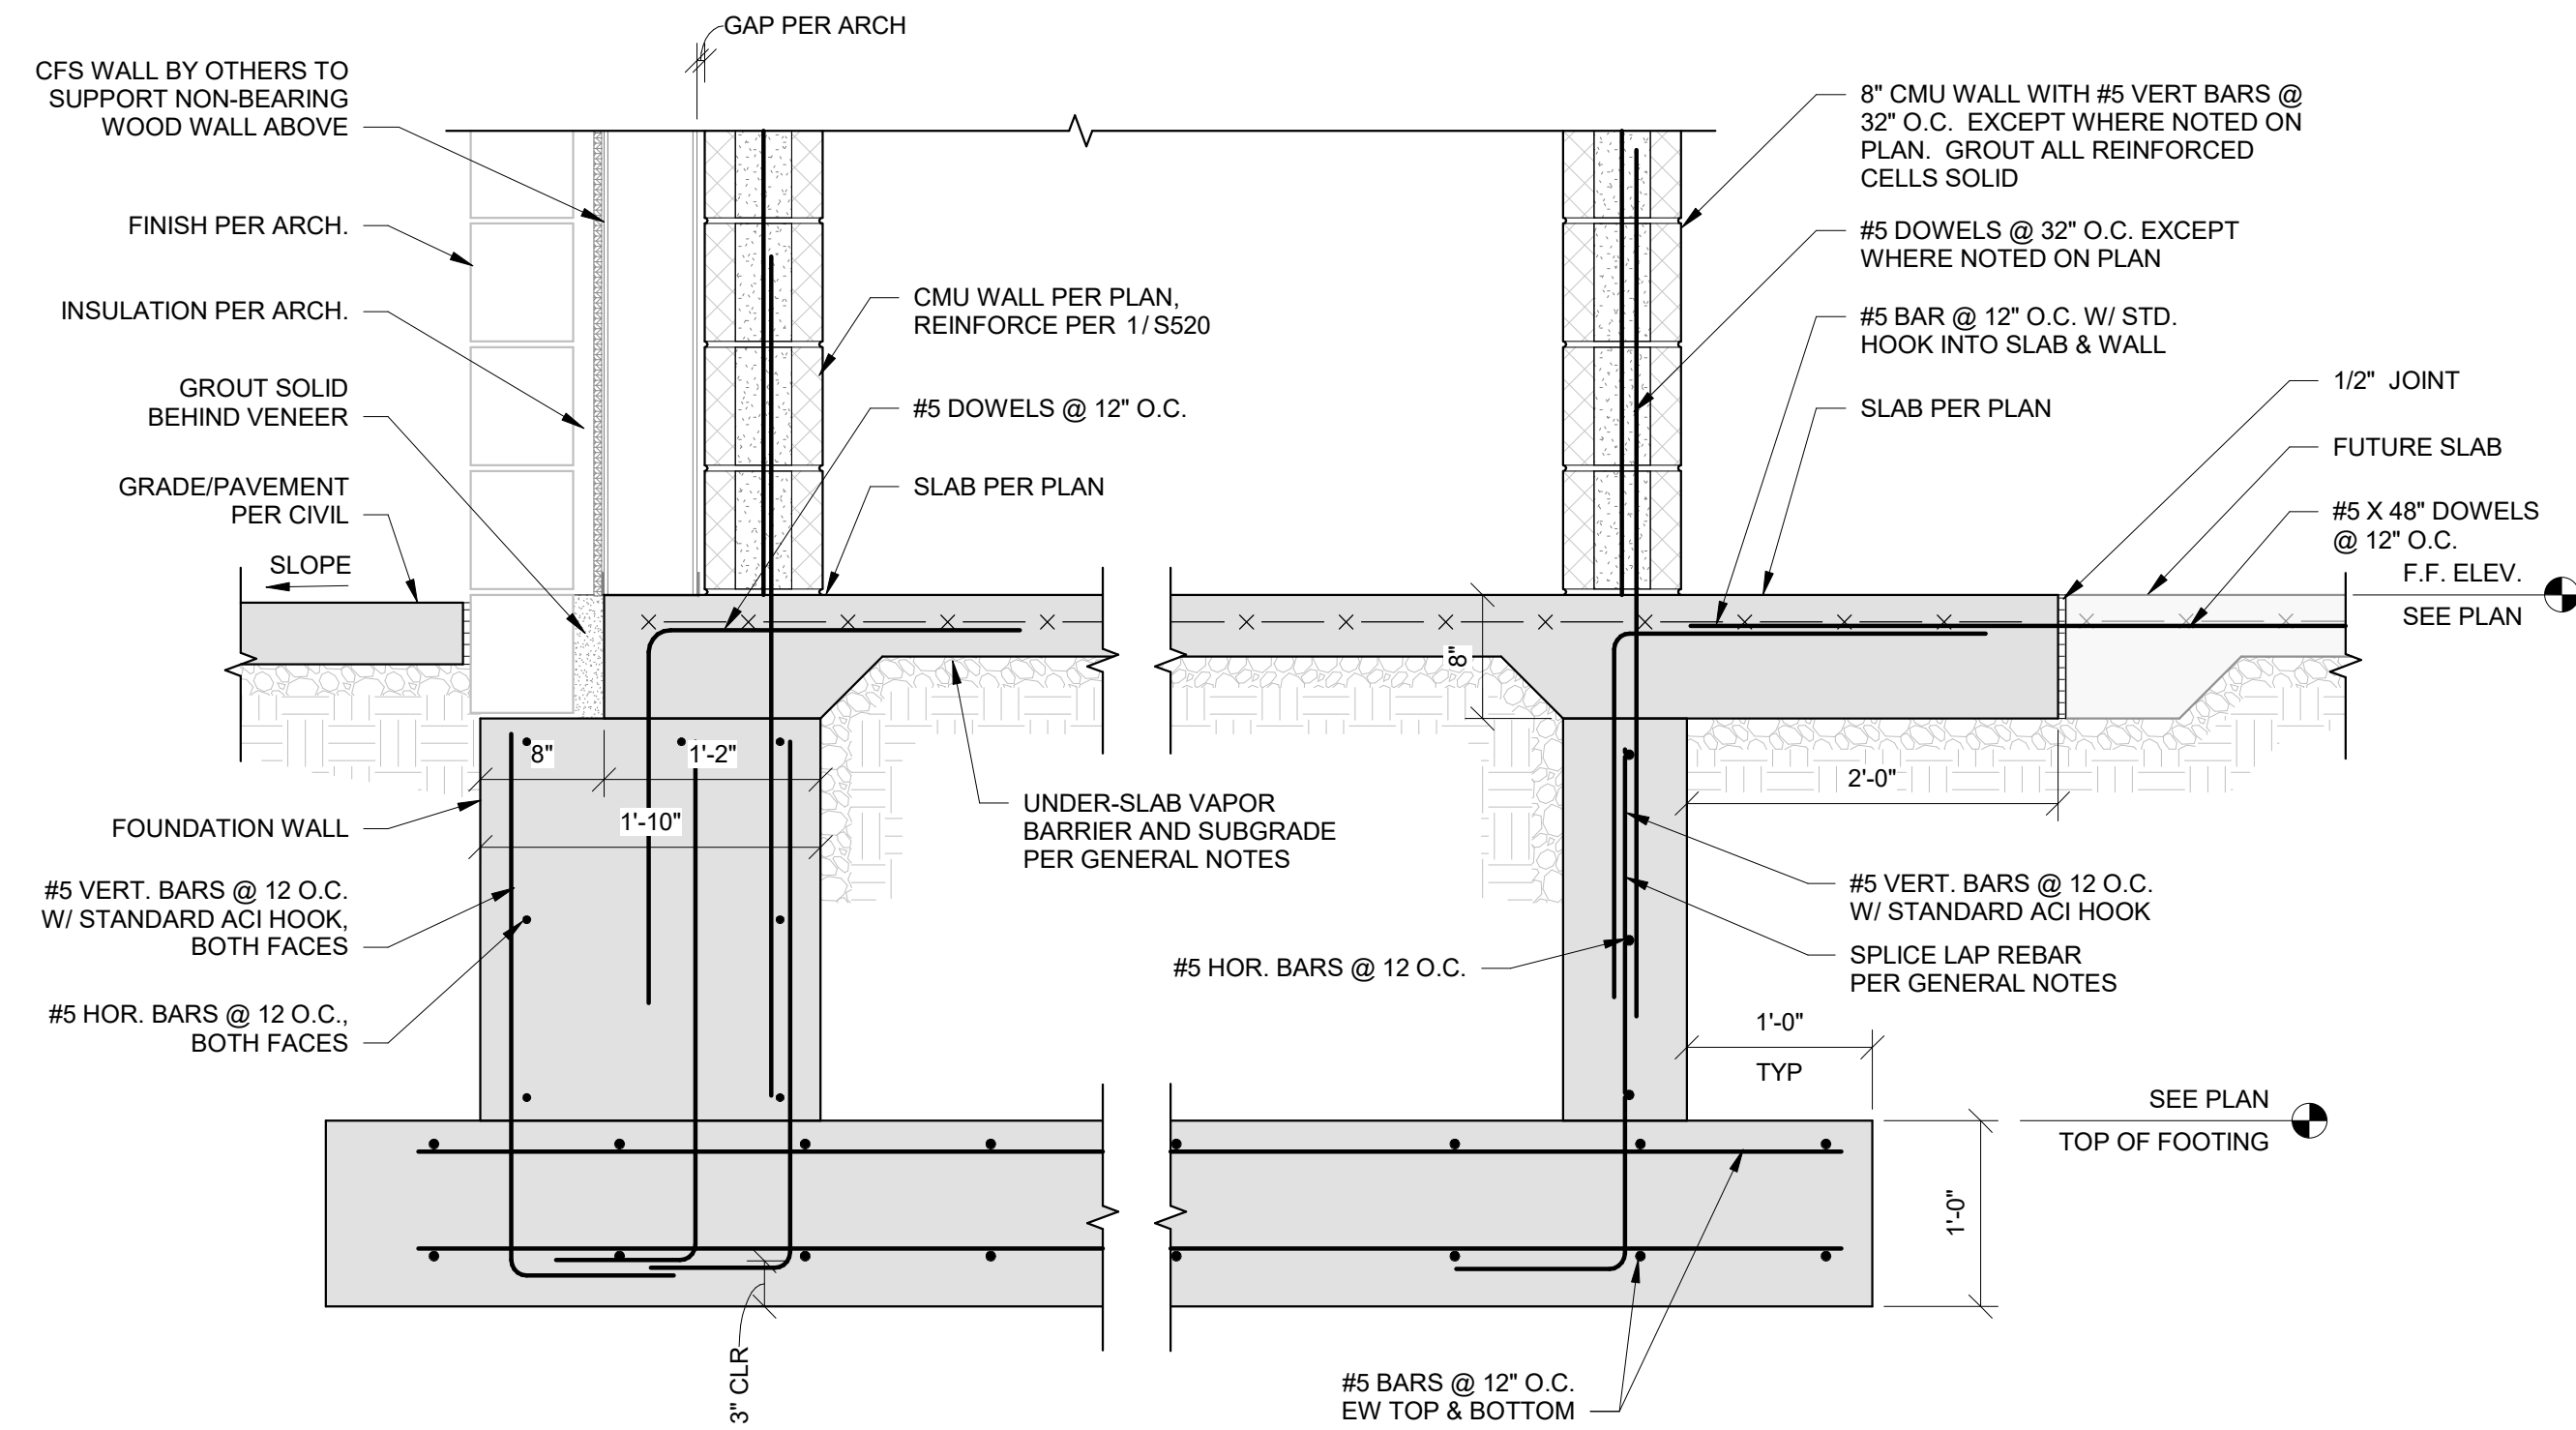 GAP PER ARCH
CFS WALL BY OTHERS TO
SUPPORT NON-BEARING
WOOD WALL ABOVE
FINISH PER ARCH.
INSULATION PER ARCH.
GROUT SOLID
BEHIND VENEER
GRADE/PAVEMENT
PER CIVIL
SLOPE
CMU WALL PER PLAN,
REINFORCE PER 1/S520
#5 DOWELS @ 12" O.C.
SLAB PER PLAN
8" CMU WALL WITH #5 VERT BARS @
32" O.C. EXCEPT WHERE NOTED ON
PLAN. GROUT ALL REINFORCED
CELLS SOLID
#5 DOWELS @ 32" O.C. EXCEPT
WHERE NOTED ON PLAN
#5 BAR @ 12" O.C. W/ STD.
HOOK INTO SLAB & WALL
SLAB PER PLAN
1/2" JOINT
FUTURE SLAB
#5 X 48" DOWELS
@ 12" O.C.
F.F. ELEV.
SEE PLAN
8"
8"
1'-2"
1'-10"
2'-0"
FOUNDATION WALL
#5 VERT. BARS @ 12 O.C.
W/ STANDARD ACI HOOK,
BOTH FACES
#5 HOR. BARS @ 12 O.C.,
BOTH FACES
UNDER-SLAB VAPOR
BARRIER AND SUBGRADE
PER GENERAL NOTES
#5 HOR. BARS @ 12 O.C.
#5 VERT. BARS @ 12 O.C.
W/ STANDARD ACI HOOK
SPLICE LAP REBAR
PER GENERAL NOTES
1'-0"
TYP
SEE PLAN
TOP OF FOOTING
1'-0"
3" CLR
#5 BARS @ 12" O.C.
EW TOP & BOTTOM